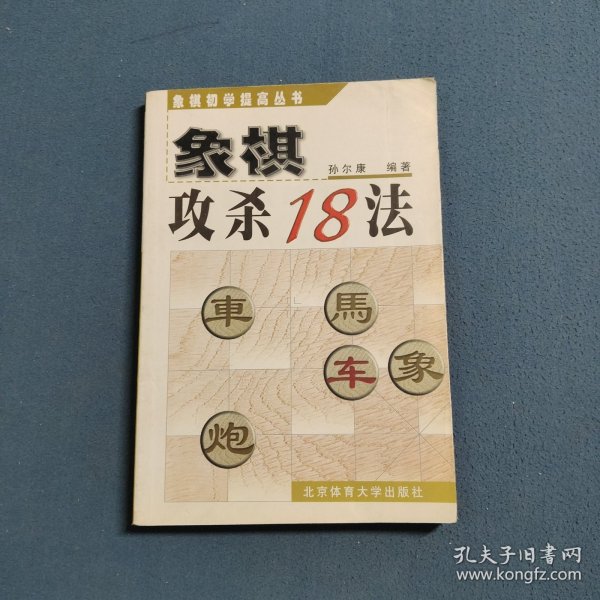 象棋初学提高丛书
象棋
孙尔康 编著
攻杀18法
車
馬
车
象
炮
北京体育大学出版社
孔夫子旧书网
www.kongfz.com